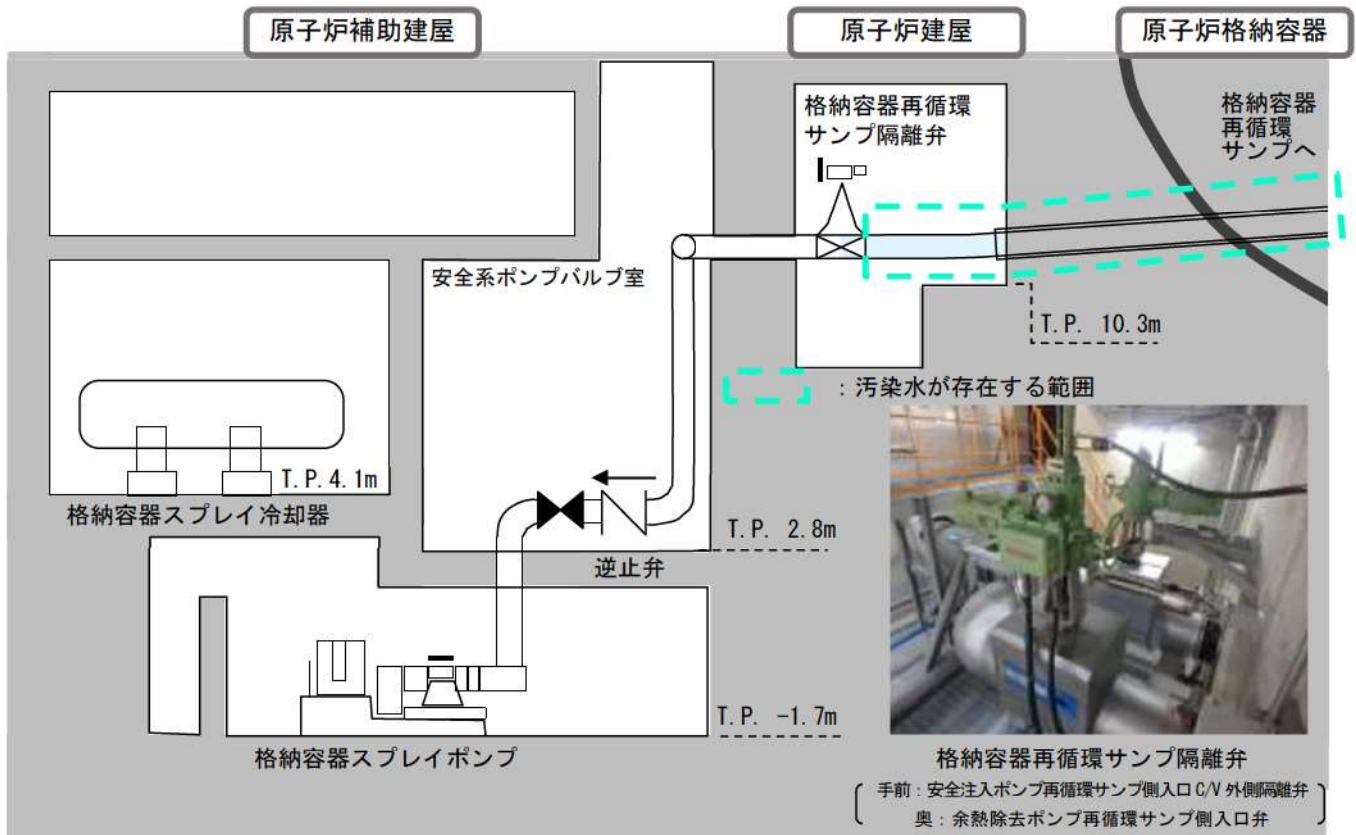 原子炉補助建屋
原子炉建屋
原子炉格納容器
格納容器再循環
サンプ隔離弁
格納容器
再循環
サンプへ
安全系ポンプバルブ室
T.P. 10.3m
：汚染水が存在する範囲
T.P.4.1m
格納容器スプレイ冷却器
T.P. 2.8m
逆止弁
T.P. -1.7m
格納容器スプレイポンプ
格納容器再循環サンプ隔離弁
手前：安全注入ポンプ再循環サンプ側入口C/V外側隔離弁
奥：余熱除去ポンプ再循環サンプ側入口弁